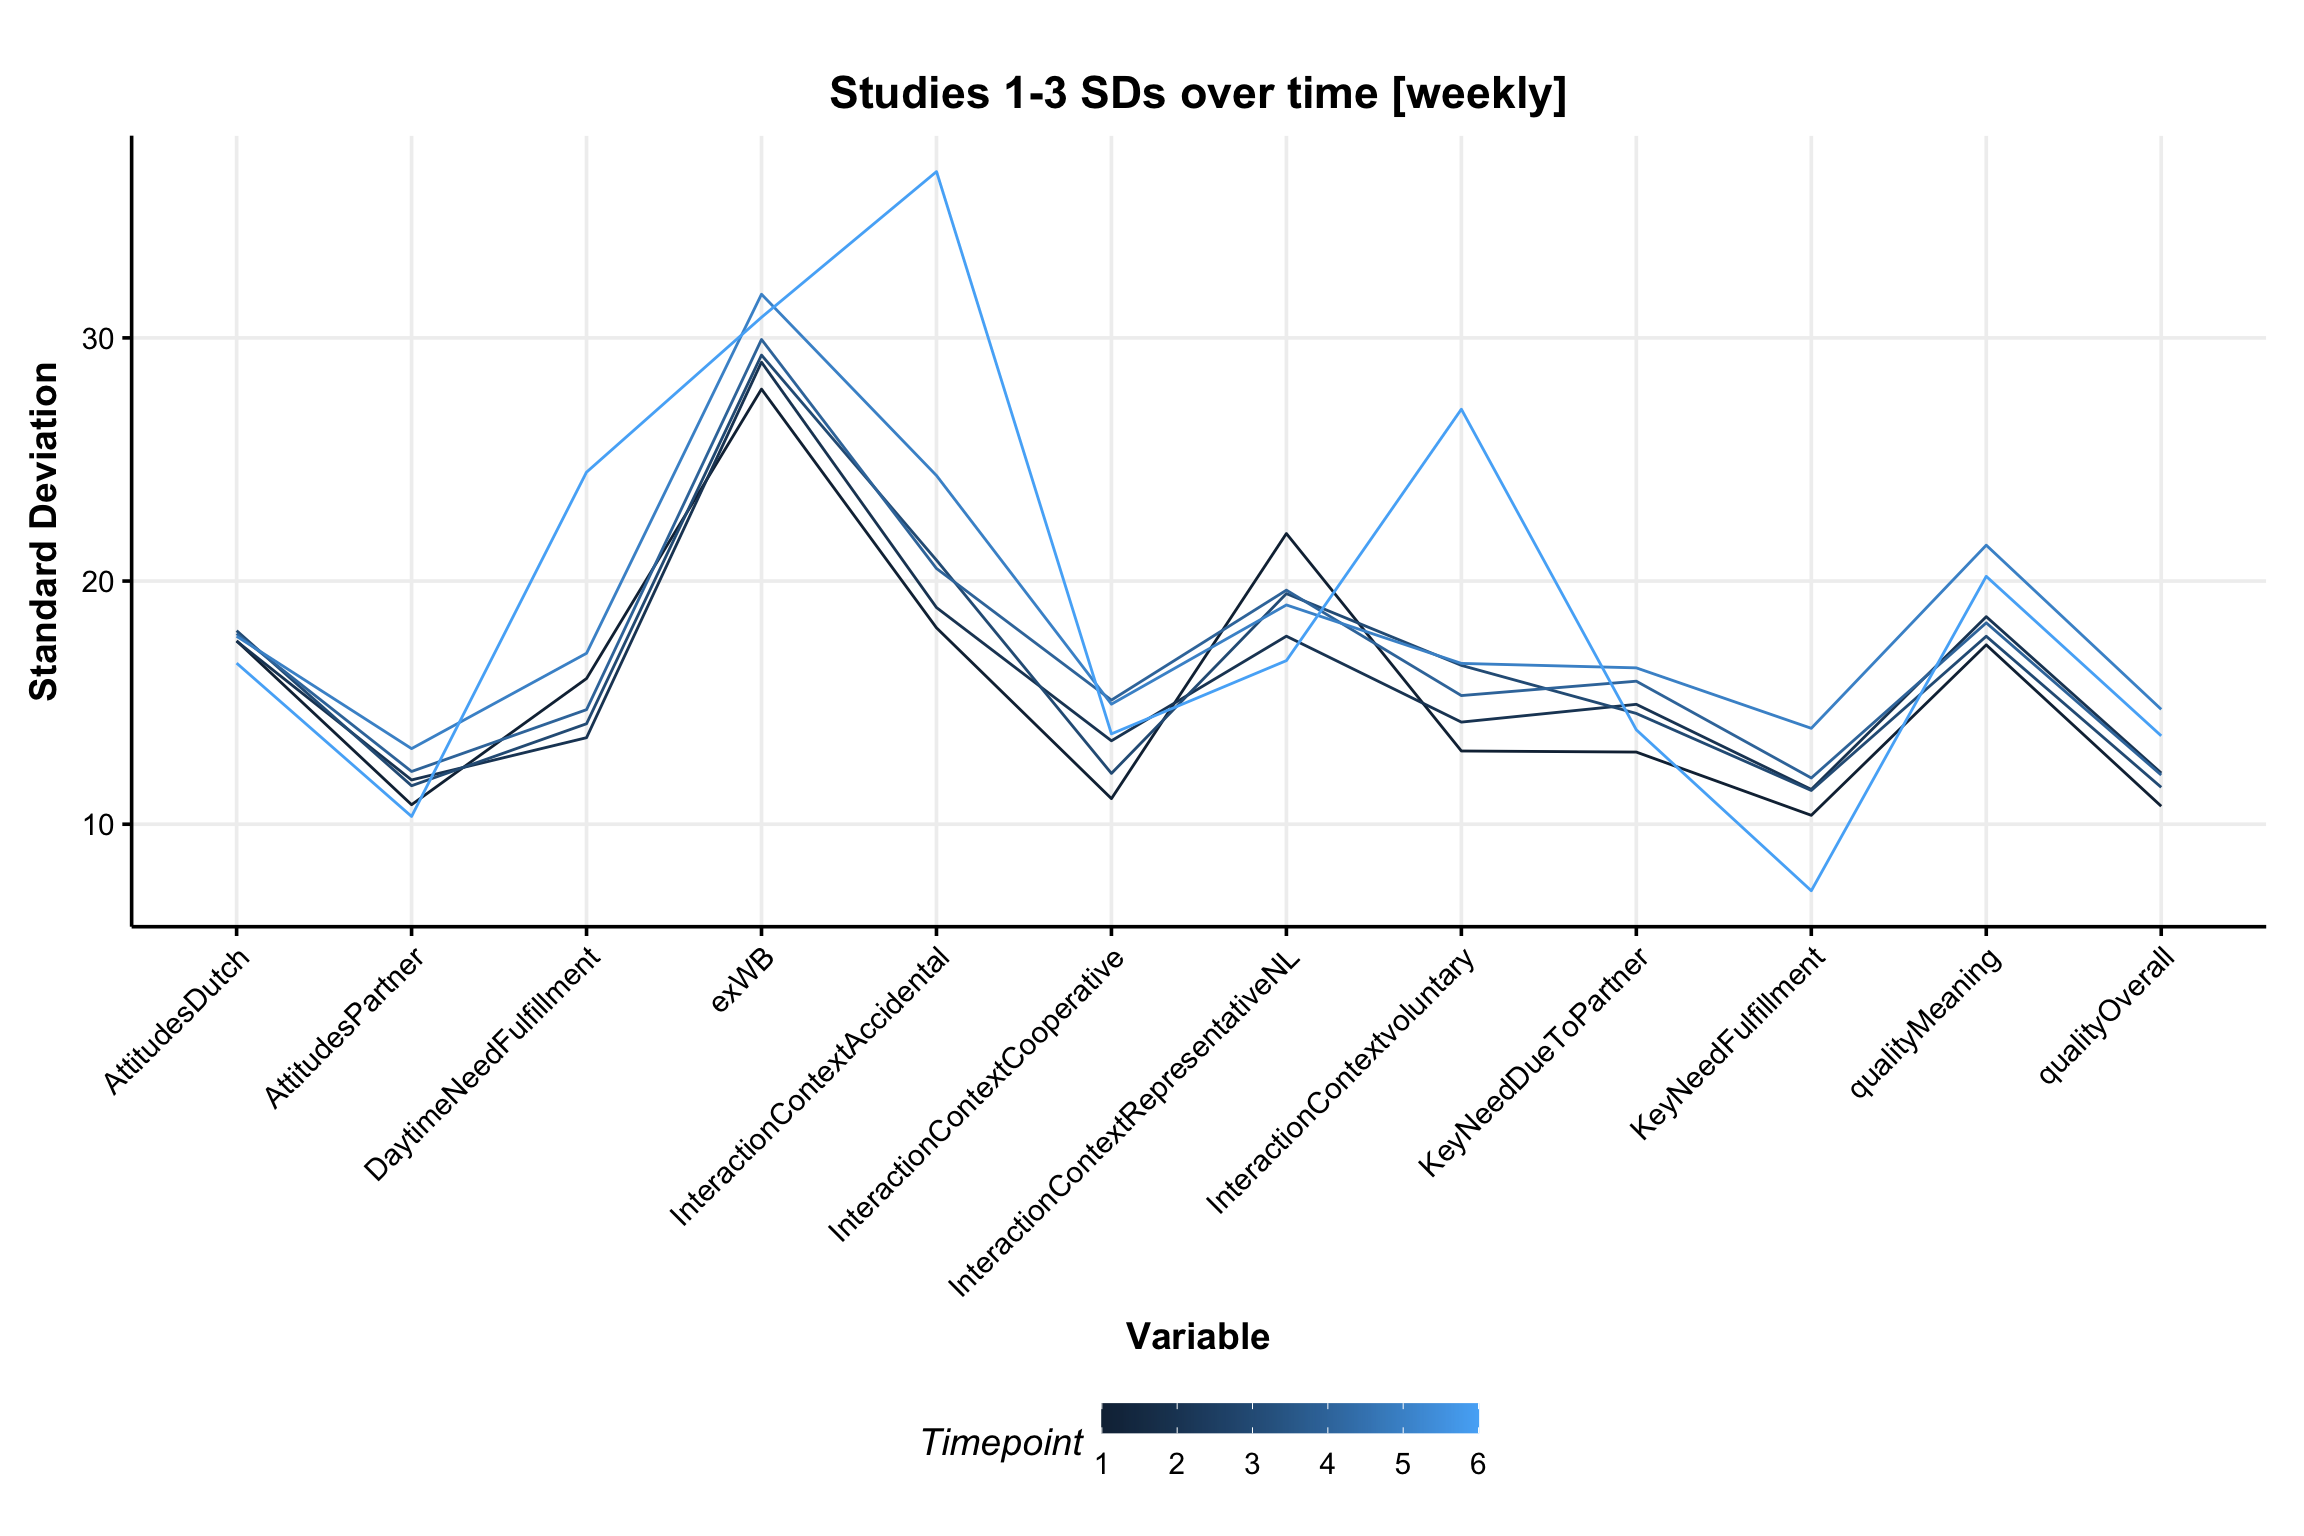 Studies 1-3 SDs over time [weekly]
Standard Deviation
30
20
10
AttitudesDutch
AttitudesPartner
DaytimeNeedFulfillment
exWB
InteractionContextAccidental
InteractionContextCooperative
InteractionContextRepresentativeNL
InteractionContextvoluntary
KeyNeedDueToPartner
KeyNeedFulfillment
qualityMeaning
qualityOverall
Variable
Timepoint
1 2 3 4 5 6